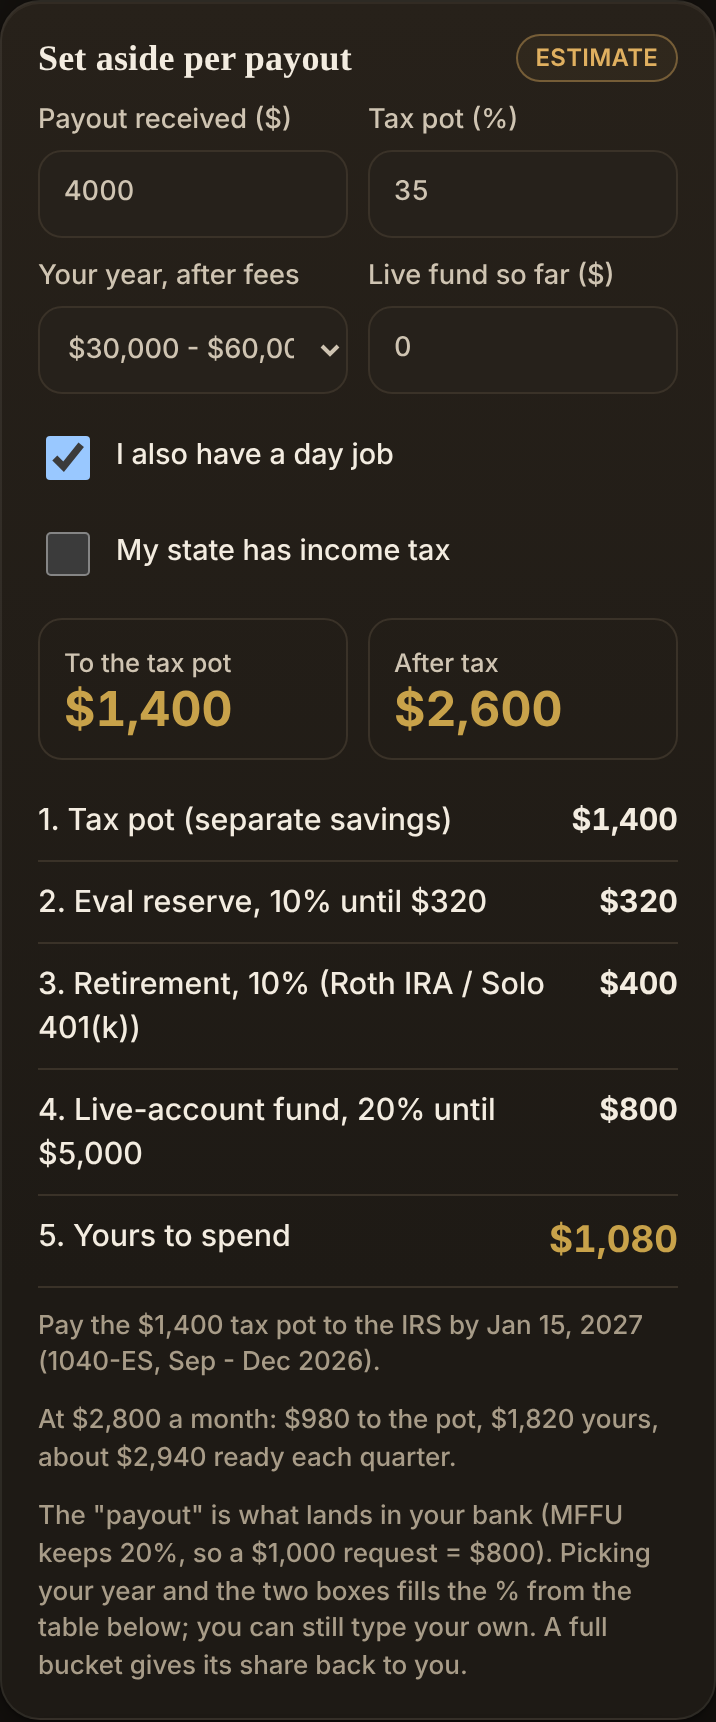 Set aside per payout
ESTIMATE
Payout received ($)
Tax pot (%)
4000
35
Your year, after fees
Live fund so far ($)
$30,000 - $60,00
0
I also have a day job
My state has income tax
To the tax pot
$1,400
After tax
$2,600
1. Tax pot (separate savings)
$1,400
2. Eval reserve, 10% until $320
$320
3. Retirement, 10% (Roth IRA / Solo
401(k))
$400
4. Live-account fund, 20% until
$5,000
$800
5. Yours to spend
$1,080
Pay the $1,400 tax pot to the IRS by Jan 15, 2027
(1040-ES, Sep - Dec 2026).
At $2,800 a month: $980 to the pot, $1,820 yours,
about $2,940 ready each quarter.
The "payout" is what lands in your bank (MFFU
keeps 20%, so a $1,000 request = $800). Picking
your year and the two boxes fills the % from the
table below; you can still type your own. A full
bucket gives its share back to you.